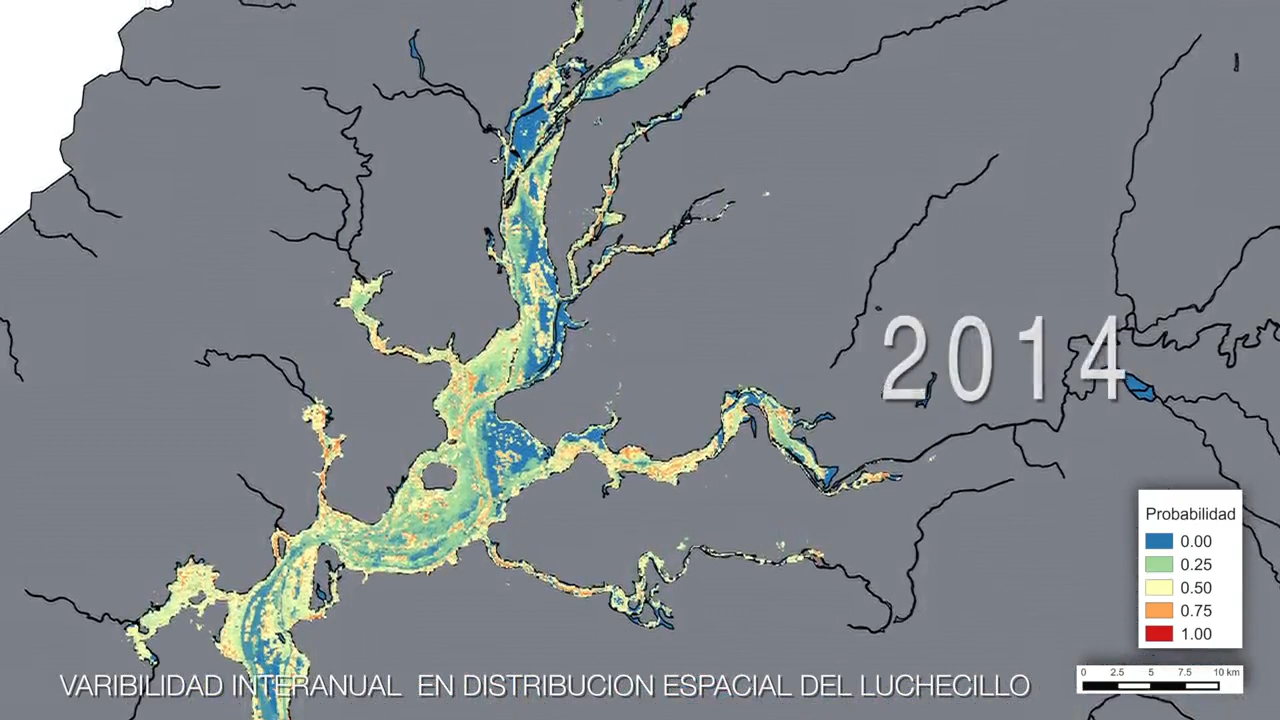 2014
Probabilidad
0.00
0.25
0.50
0.75
1.00
0 2.5 5 7.5 10 km
VARIBILIDAD INTERANUAL EN DISTRIBUCION ESPACIAL DEL LUCHECILLO